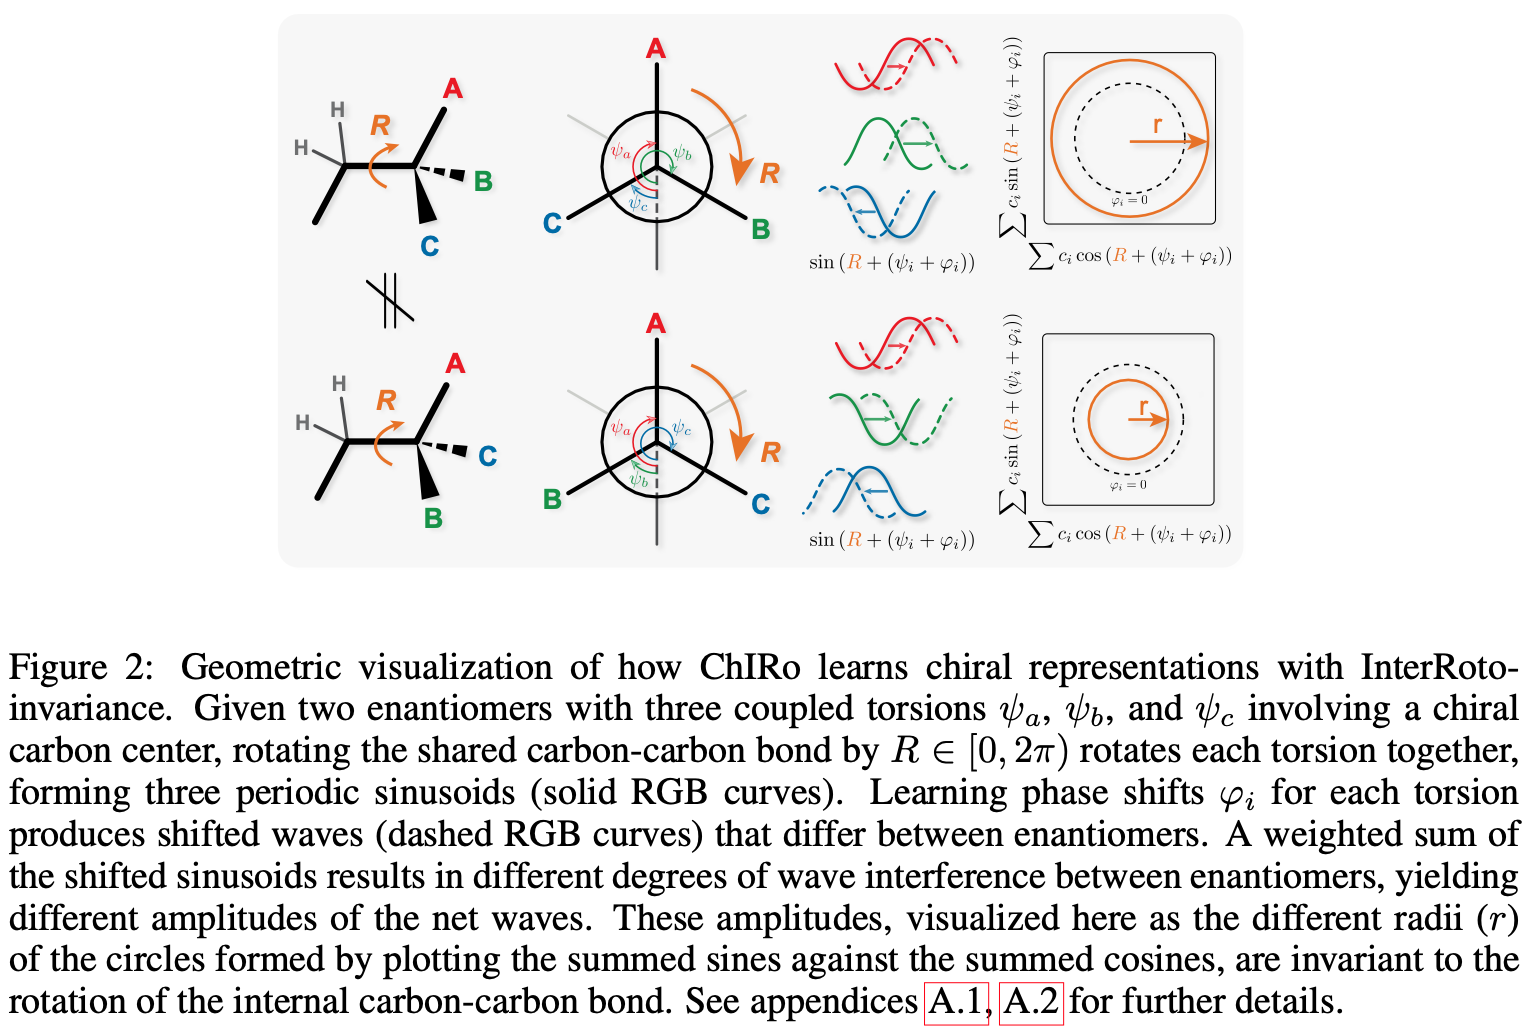 A
H
R
H
B
C
A
ψa
ψb
ψc
R
C
B
sin (R + (ψi + φi))
∑ ci sin (R + (ψi + φi))
r
φi = 0
∑ ci cos (R + (ψi + φi))
A
H
R
H
C
B
A
ψa
ψc
ψb
R
B
C
sin (R + (ψi + φi))
∑ ci sin (R + (ψi + φi))
r
φi = 0
∑ ci cos (R + (ψi + φi))
Figure 2: Geometric visualization of how ChIRo learns chiral representations with InterRoto-
invariance. Given two enantiomers with three coupled torsions ψa, ψb, and ψc involving a chiral
carbon center, rotating the shared carbon-carbon bond by R ∈ [0, 2π) rotates each torsion together,
forming three periodic sinusoids (solid RGB curves). Learning phase shifts φi for each torsion
produces shifted waves (dashed RGB curves) that differ between enantiomers. A weighted sum of
the shifted sinusoids results in different degrees of wave interference between enantiomers, yielding
different amplitudes of the net waves. These amplitudes, visualized here as the different radii (r)
of the circles formed by plotting the summed sines against the summed cosines, are invariant to the
rotation of the internal carbon-carbon bond. See appendices A.1, A.2 for further details.